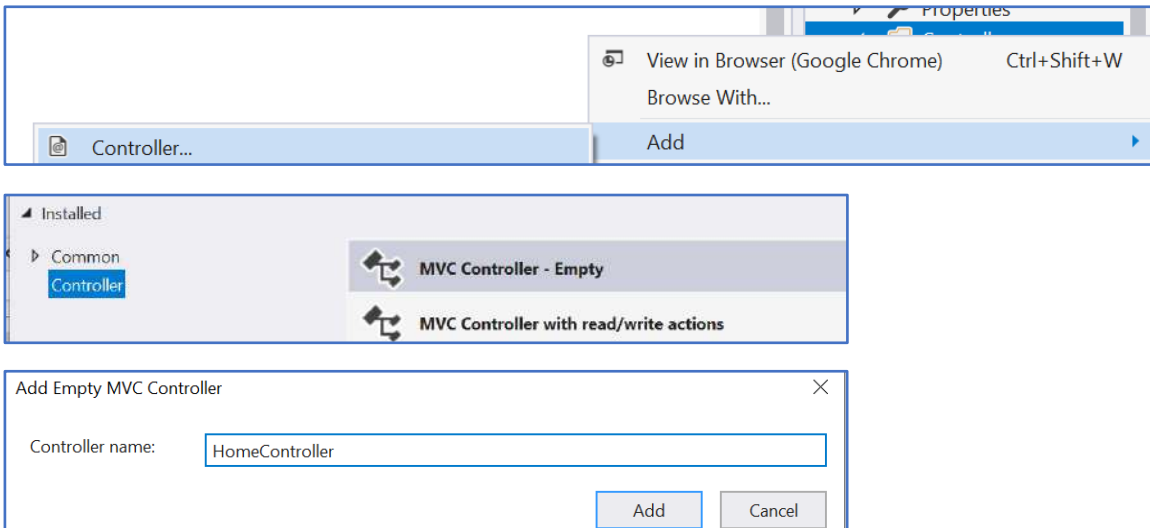 Properties
View in Browser (Google Chrome) Ctrl+Shift+W
Browse With...
Add
Controller...
Installed
Common
Controller
MVC Controller - Empty
MVC Controller with read/write actions
Add Empty MVC Controller
Controller name: HomeController
Add Cancel